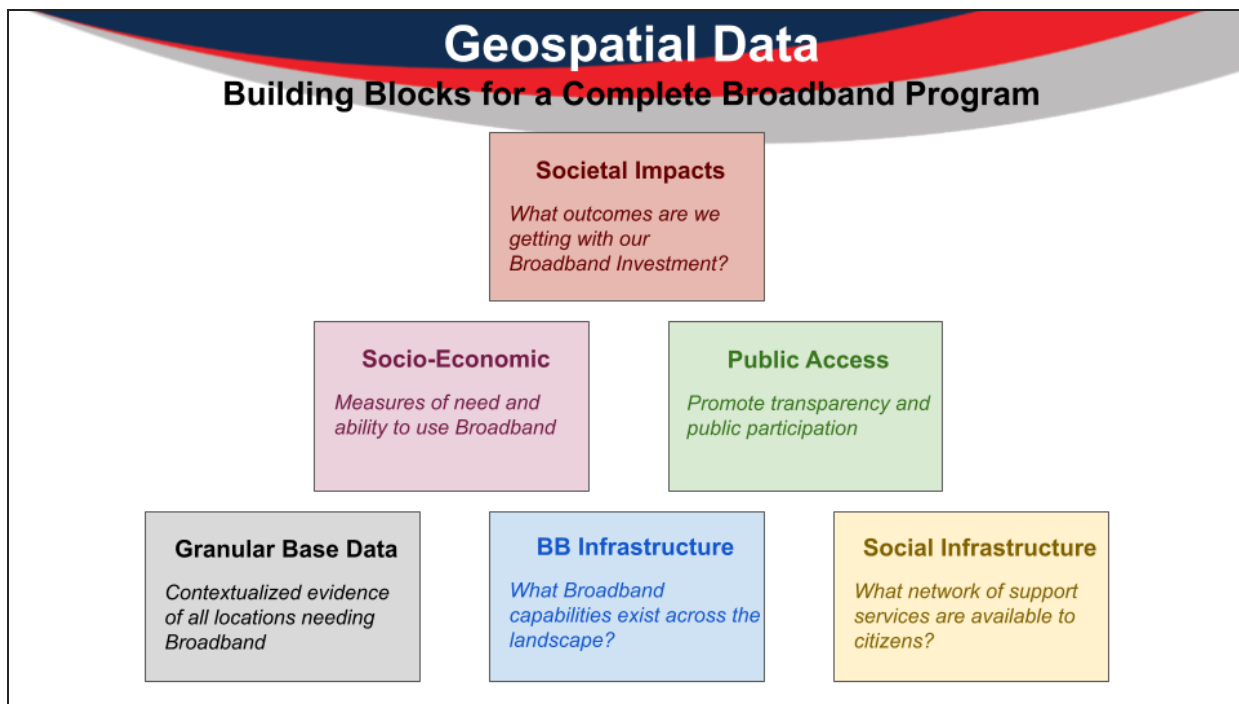 Geospatial Data
Building Blocks for a Complete Broadband Program
Societal Impacts
What outcomes are we
getting with our
Broadband Investment?
Socio-Economic
Measures of need and
ability to use Broadband
Public Access
Promote transparency and
public participation
Granular Base Data
Contextualized evidence
of all locations needing
Broadband
BB Infrastructure
What Broadband
capabilities exist across the
landscape?
Social Infrastructure
What network of support
services are available to
citizens?